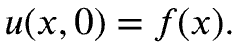 u(x, 0) = f(x).